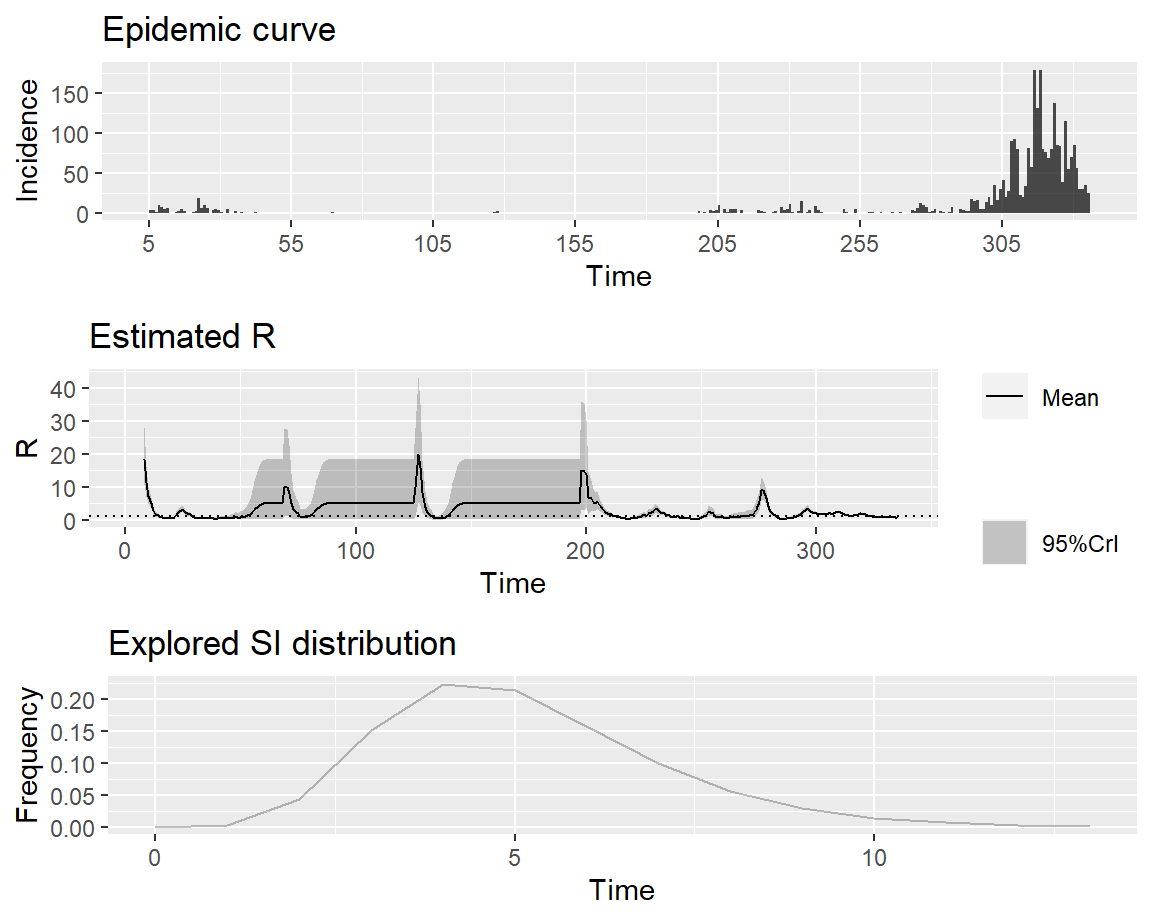 Epidemic curve
150
100
50
0
Incidence
5 55 105 155 205 255 305
Time
Estimated R
40
30
20
10
0
R
0 100 200 300
Time
Mean
95%CrI
Explored SI distribution
0.20
0.15
0.10
0.05
0.00
Frequency
0 5 10
Time